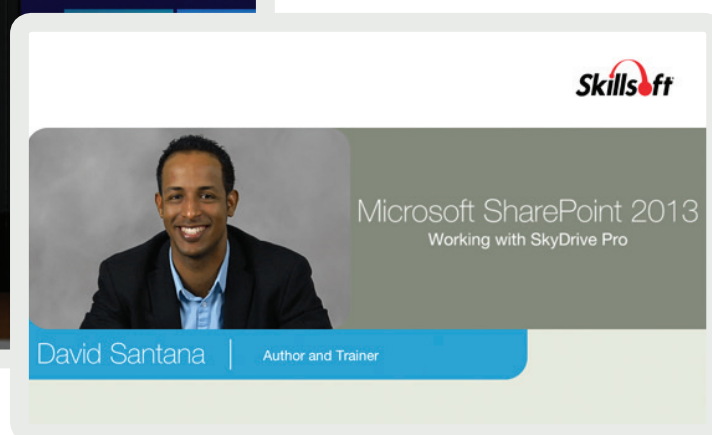 Skillsoft
Microsoft SharePoint 2013
Working with SkyDrive Pro
David Santana
Author and Trainer